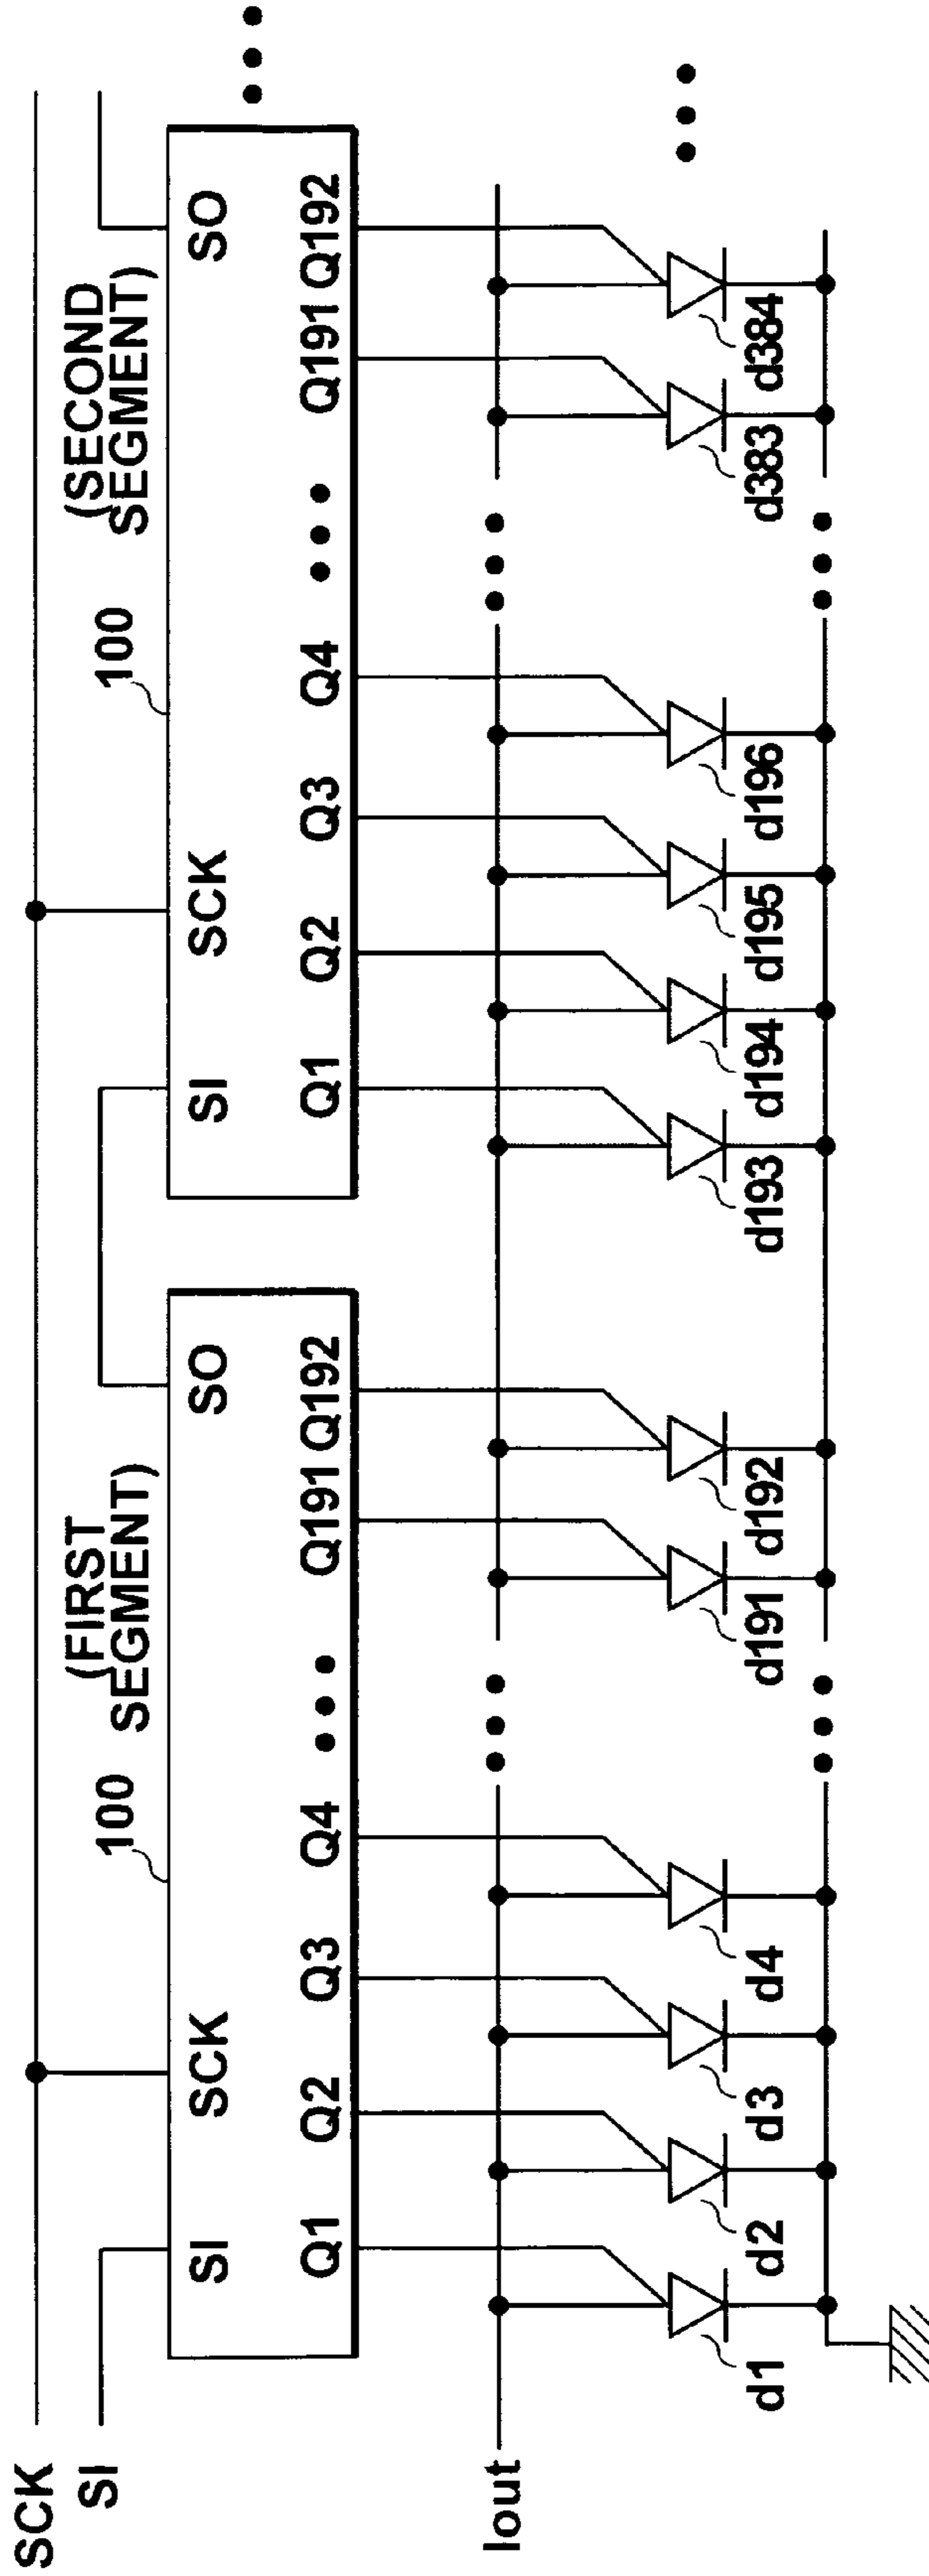 SCK
SI
100 (FIRST
SEGMENT)
100 (SECOND
SEGMENT)
SI SCK SO
SI SCK SO
Q1 Q2 Q3 Q4 Q191 Q192
Q1 Q2 Q3 Q4 Q191 Q192
Iout
d1 d2 d3 d4 d191 d192 d193 d194 d195 d196 d383 d384